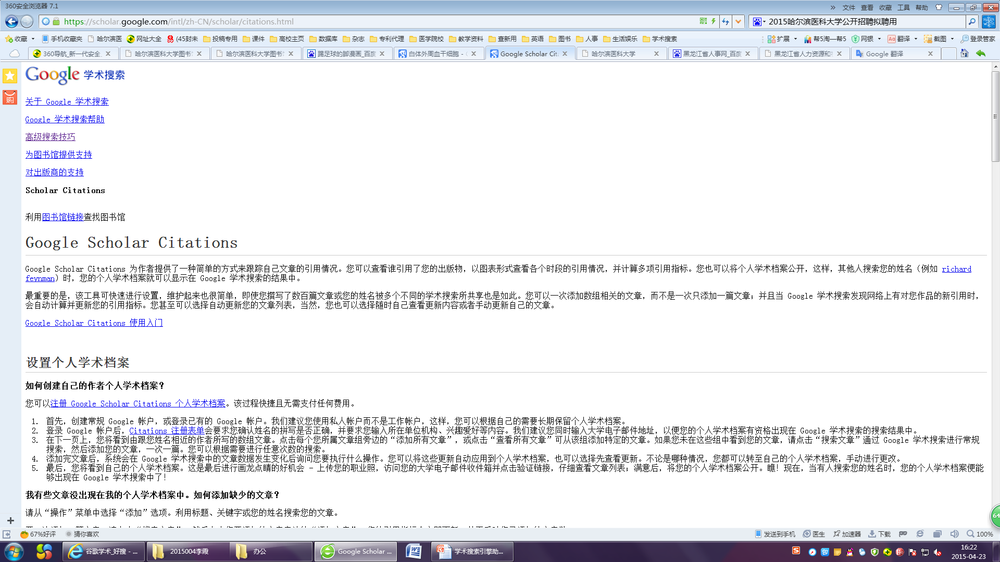 360安全浏览器 7.1
» 文件 查看 收藏 工具 帮助
https://scholar.google.com/intl/zh-CN/scholar/citations.html
2015哈尔滨医科大学公开招聘拟聘用
收藏 手机收藏夹 哈尔滨医 网址大全 (45封未 投稿专用 课件 高校主页 数据库 杂志 专利代理 医学院校 教学资料 查新用 英语 图书 人事 生活娱乐 学术搜索 扩展 帮5淘—帮5 网银 翻译 截图 登录管家
360导航_新一代安全 哈尔滨医科大学图书 哈尔滨医科大学图书 踢足球的脚漫画_百度 白体外周血干细胞 - Google Scholar Cit 哈尔滨医科大学 黑龙江省人事网_百度 黑龙江省人力资源和 Google 翻译
Google 学术搜索
购
关于 Google 学术搜索
Google 学术搜索帮助
高级搜索技巧
为图书馆提供支持
对出版商的支持
Scholar Citations
利用图书馆链接查找图书馆
Google Scholar Citations
Google Scholar Citations 为作者提供了一种简单的方式来跟踪自己文章的引用情况。您可以查看谁引用了您的出版物，以图表形式查看各个时段的引用情况，并计算多项引用指标。您也可以将个人学术档案公开，这样，其他人搜索您的姓名（例如 richard
feynman）时，您的个人学术档案就可以显示在 Google 学术搜索的结果中。
最重要的是，该工具可快速进行设置，维护起来也很简单，即使您撰写了数百篇文章或您的姓名被多个不同的学术搜索所共享也是如此。您可以一次添加数组相关的文章，而不是一次只添加一篇文章；并且当 Google 学术搜索发现网络上有对您作品的新引用时，
会自动计算并更新您的引用指标。您甚至可以选择自动更新您的文章列表，当然，您也可以选择随时自己查看更新内容或者手动更新自己的文章。
Google Scholar Citations 使用入门
设置个人学术档案
如何创建自己的作者个人学术档案？
您可以注册 Google Scholar Citations 个人学术档案。该过程快捷且无需支付任何费用。
1. 首先，创建常规 Google 帐户，或登录已有的 Google 帐户。我们建议您使用私人帐户而不是工作帐户，这样，您可以根据自己的需要长期保留个人学术档案。
2. 登录 Google 帐户后，Citations 注册表单会要求您确认姓名的拼写是否正确，并要求您输入所在单位机构、兴趣爱好等内容。我们建议您同时输入大学电子邮件地址，以便您的个人学术档案有资格出现在 Google 学术搜索的搜索结果中。
3. 在下一页上，您将看到由跟您姓名相近的作者所写的数组文章。点击每个您所属文章组旁边的“添加所有文章”，或点击“查看所有文章”可从该组添加特定的文章。如果您未在这些组中看到您的文章，请点击“搜索文章”通过 Google 学术搜索进行常规
搜索，然后添加您的文章，一次一篇。您可以根据需要进行任意次数的搜索。
4. 添加完文章后，系统会在 Google 学术搜索中的文章数据发生变化后询问您要执行什么操作。您可以将这些更新自动应用到个人学术档案，也可以选择先查看更新。不论是哪种情况，您都可以转至自己的个人学术档案，手动进行更改。
5. 最后，您将看到自己的个人学术档案。这是最后进行画龙点睛的好机会 - 上传您的职业照，访问您的大学电子邮件收件箱并点击验证链接，仔细查看文章列表；满意后，将您的个人学术档案公开。瞧！现在，当有人搜索您的姓名时，您的个人学术档案便能
够出现在 Google 学术搜索中了！
我有些文章没出现在我的个人学术档案中。如何添加缺少的文章？
请从“操作”菜单中选择“添加”选项。利用标题、关键字或您的姓名搜索您的文章。
64
67%好评 猜你喜欢 发送到手机 医生 加速器 下载 100%
谷歌学术_好搜 - ... 2015004李霞 办公 Google Scholar ... 学术搜索引擎助...
16:22
2015-04-23